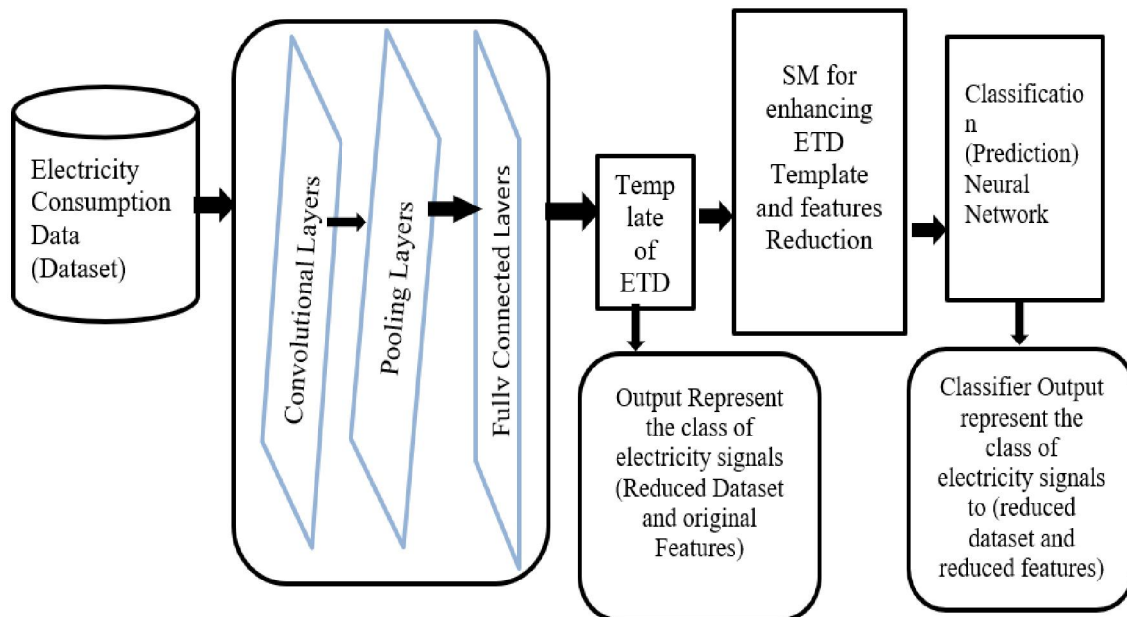 Electricity
Consumption
Data
(Dataset)
Convolutional Layers
Pooling Layers
Fully Connected Layers
Temp
late
of
ETD
SM for
enhancing
ETD
Template
and features
Reduction
Classificatio
n
(Prediction)
Neural
Network
Output Represent
the class of
electricity signals
(Reduced Dataset
and original
Features)
Classifier Output
represent the
class of
electricity signals
to (reduced
dataset and
reduced features)